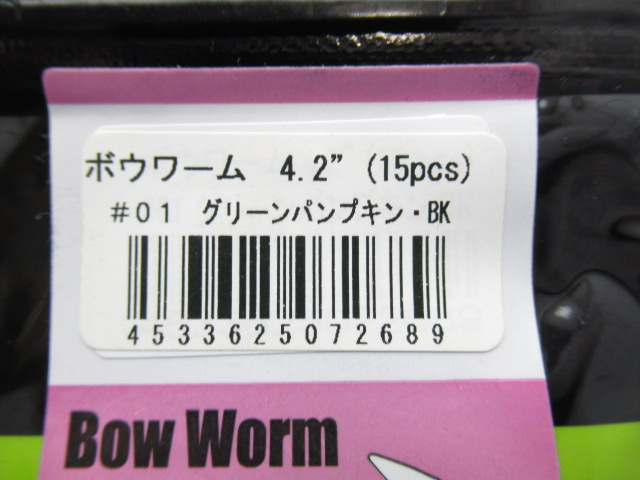 ボウワーム 4.2” (15pcs)
#01 グリーンパンプキン・BK
4533625072689
Bow Worm